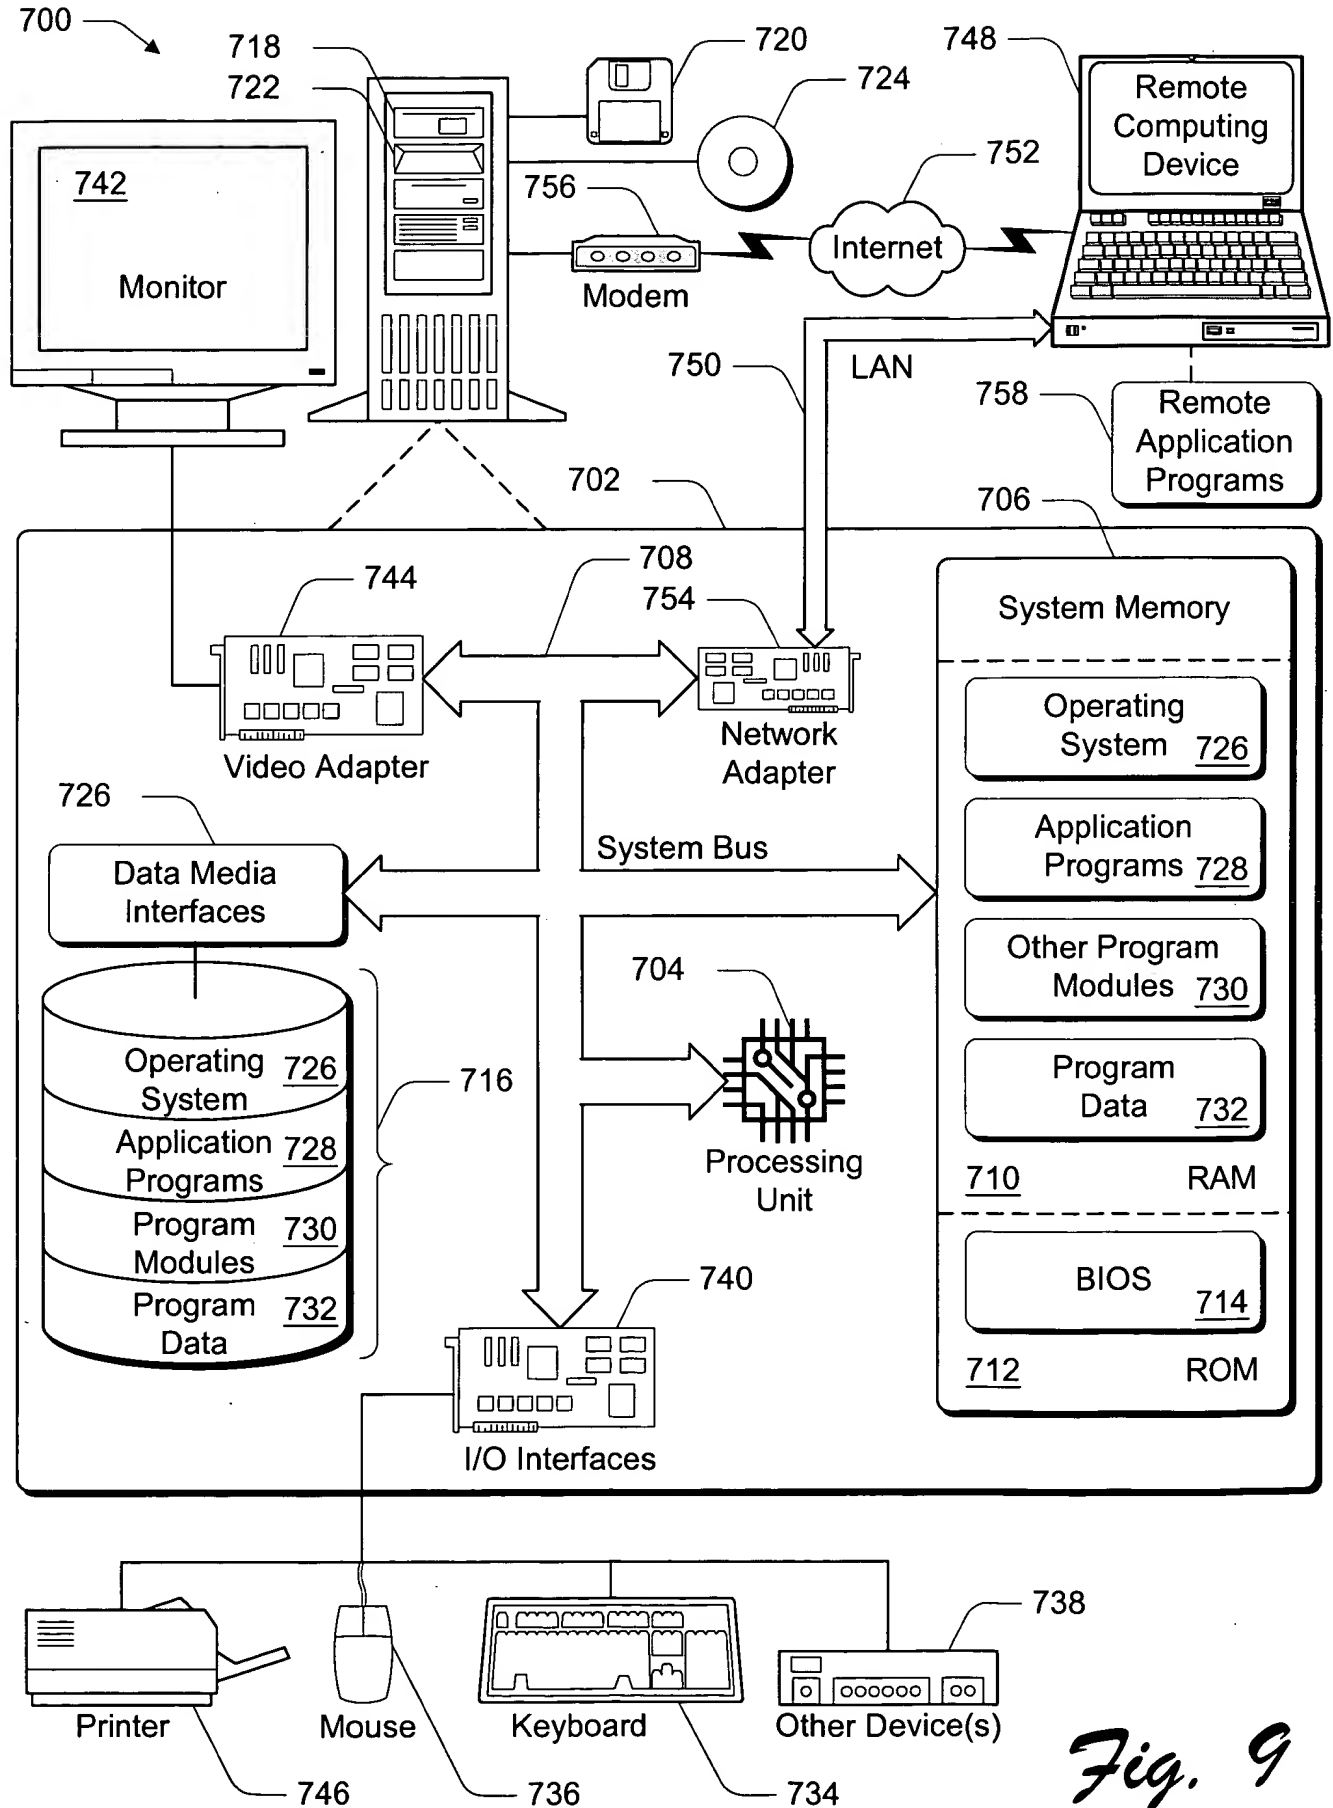 700
718
722
720
724
748
Remote
Computing
Device
752
756
742
Monitor
Internet
Modem
750
LAN
758
Remote
Application
Programs
702
706
708
744
754
System Memory
Operating
System 726
Network
Adapter
Video Adapter
726
Application
Programs 728
System Bus
Data Media
Interfaces
Other Program
Modules 730
704
Operating
System 726
716
Program
Data 732
Application
Programs 728
Processing
Unit
710 RAM
Program
Modules 730
BIOS
714
740
Program
Data 732
712 ROM
I/O Interfaces
738
Printer
Mouse
Keyboard
Other Device(s)
746
736
734
Fig. 9